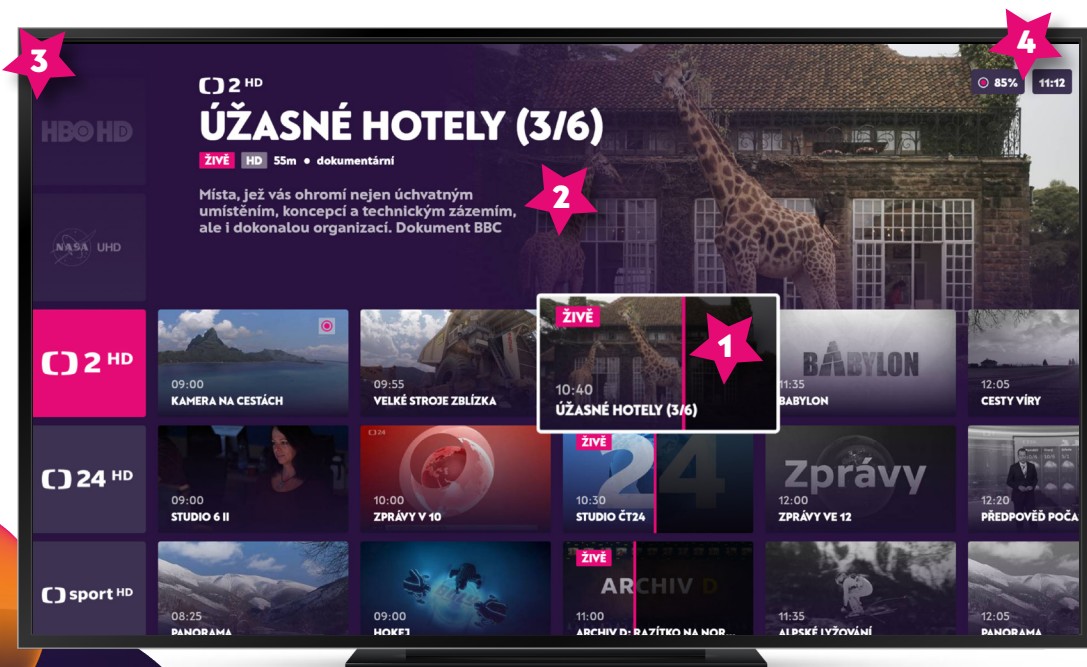 3
4
85%
11:12
2 HD
ÚŽASNÉ HOTELY (3/6)
ŽIVĚ HD 55m • dokumentární
Místa, jež vás ohromí nejen úchvatným
umístěním, koncepcí a technickým zázemím,
ale i dokonalou organizací. Dokument BBC
2
HBO HD
NASA UHD
2 HD
09:00
KAMERA NA CESTÁCH
09:55
VELKÉ STROJE ZBLÍZKA
ŽIVĚ
10:40
ÚŽASNÉ HOTELY (3/6)
1
BABYLON
11:35
BABYLON
12:05
CESTY VÍRY
24 HD
09:00
STUDIO 6 II
24
10:00
ZPRÁVY V 10
ŽIVĚ
24
10:30
STUDIO ČT24
Zprávy
12:00
ZPRÁVY VE 12
12:20
PŘEDPOVĚĎ POČA
sport HD
08:25
PANORAMA
09:00
HOKEJ
ŽIVĚ
ARCHIV D
11:00
ARCHIV D: RAZÍTKO NA NOR...
11:35
ALPSKÉ LYŽOVÁNÍ
12:05
PANORAMA